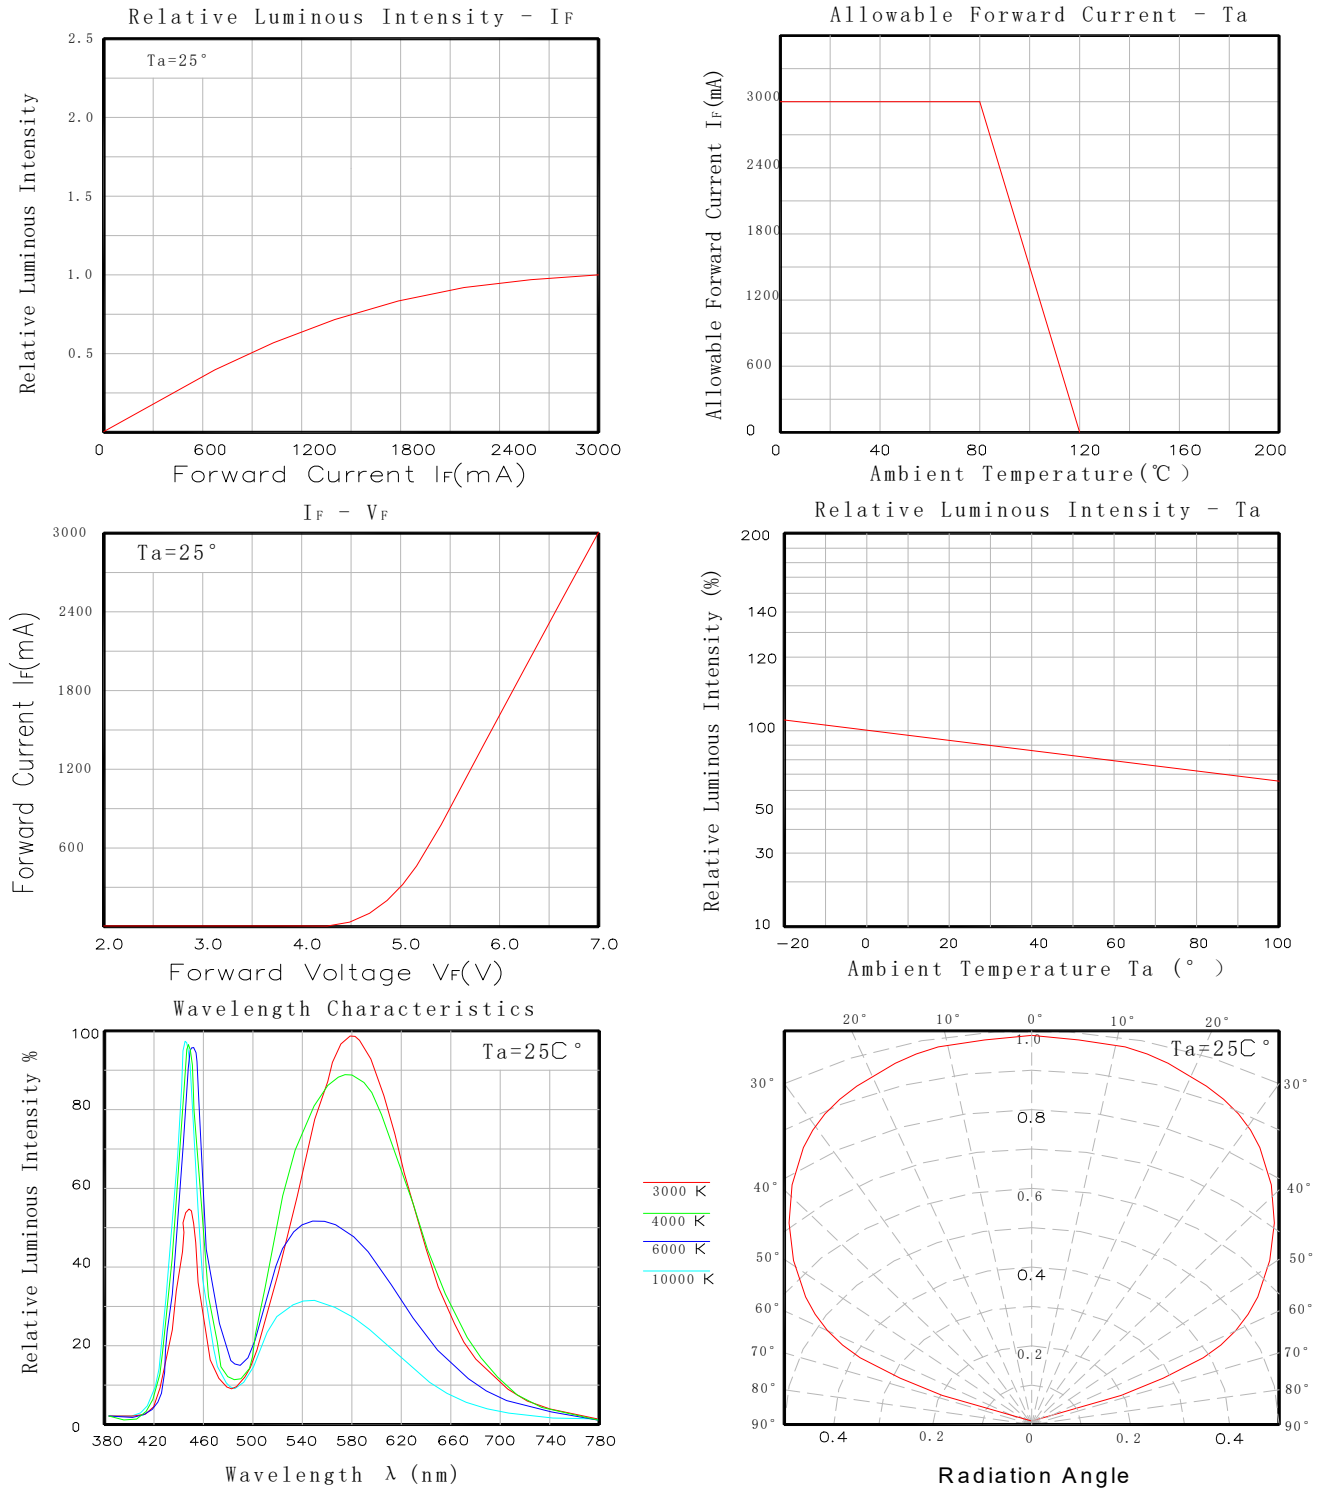 Relative Luminous Intensity - IF
Ta=25°
Relative Luminous Intensity
2.5
2.0
1.5
1.0
0.5
0 600 1200 1800 2400 3000
Forward Current IF(mA)
Allowable Forward Current - Ta
Allowable Forward Current IF(mA)
3000
2400
1800
1200
600
0
0 40 80 120 160 200
Ambient Temperature(℃)
IF - VF
Ta=25°
Forward Current IF(mA)
3000
2400
1800
1200
600
2.0 3.0 4.0 5.0 6.0 7.0
Forward Voltage VF(V)
Relative Luminous Intensity - Ta
Relative Luminous Intensity (%)
200
140
120
100
50
30
10
-20 0 20 40 60 80 100
Ambient Temperature Ta (° )
Wavelength Characteristics
Ta=25C°
Relative Luminous Intensity %
100
80
60
40
20
0
380 420 460 500 540 580 620 660 700 740 780
Wavelength λ (nm)
3000 K
4000 K
6000 K
10000 K
20° 10° 0° 10° 20°
Ta=25C°
1.0
0.8
0.6
0.4
0.2
30° 30°
40° 40°
50° 50°
60° 60°
70° 70°
80° 80°
90° 90°
0.4 0.2 0 0.2 0.4
Radiation Angle